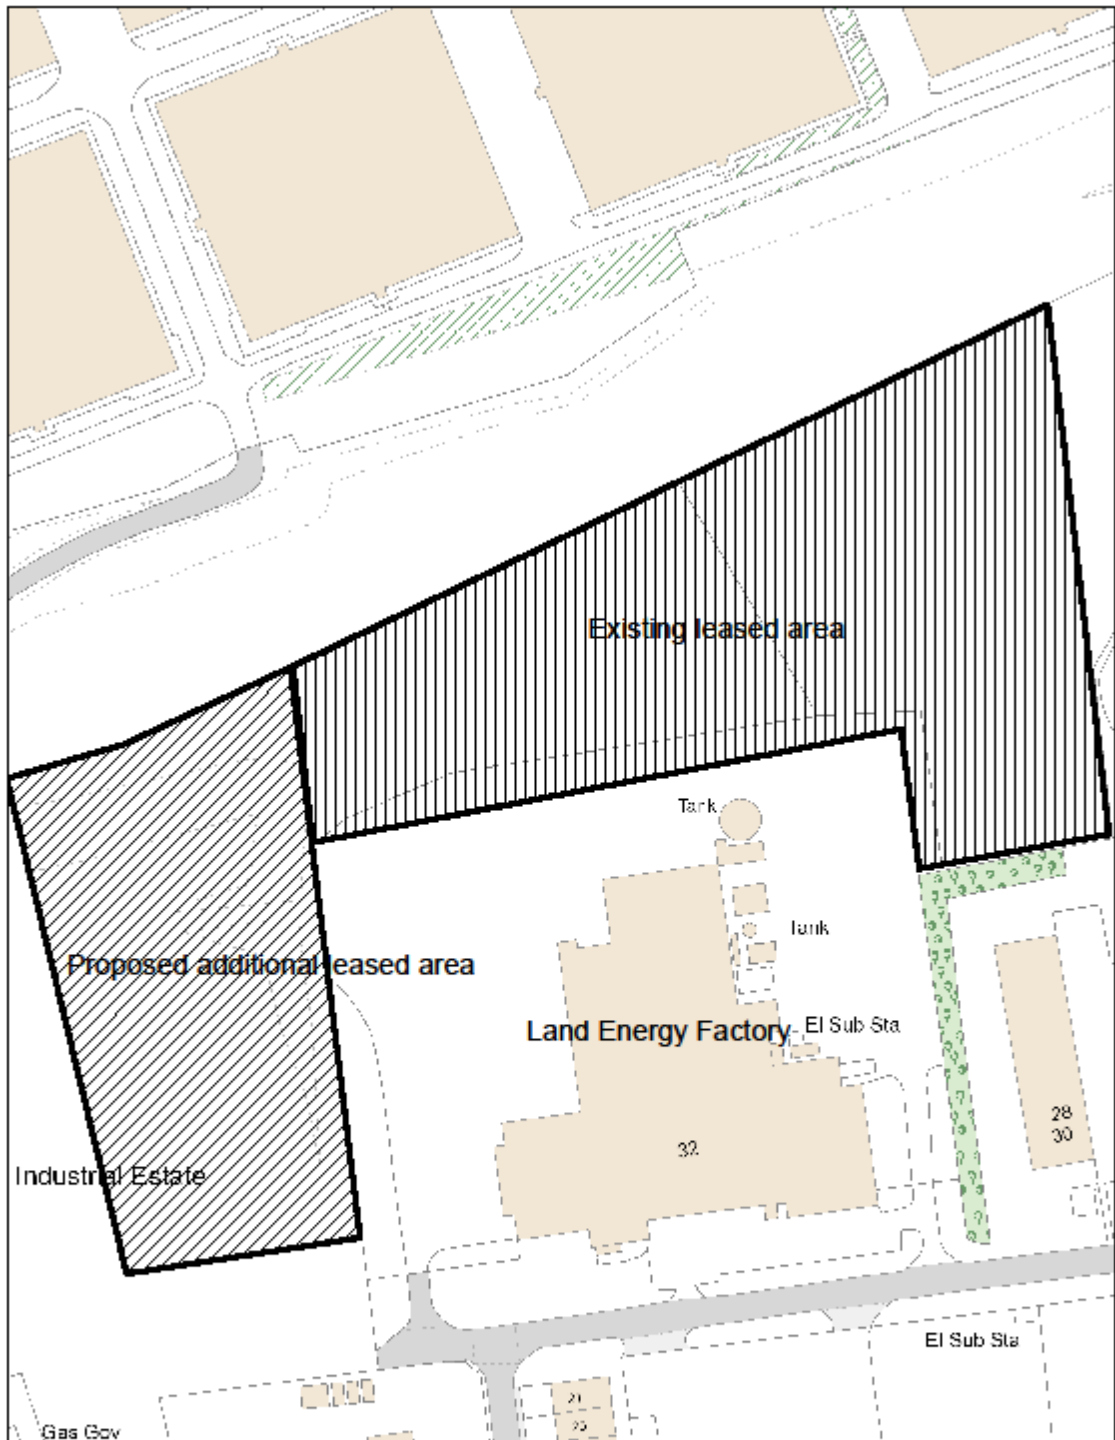 Existing leased area
Tank
Tank
Proposed additional leased area
Land Energy Factory
El Sub Sta
28
30
32
Industrial Estate
El Sub Sta
Gas Gov